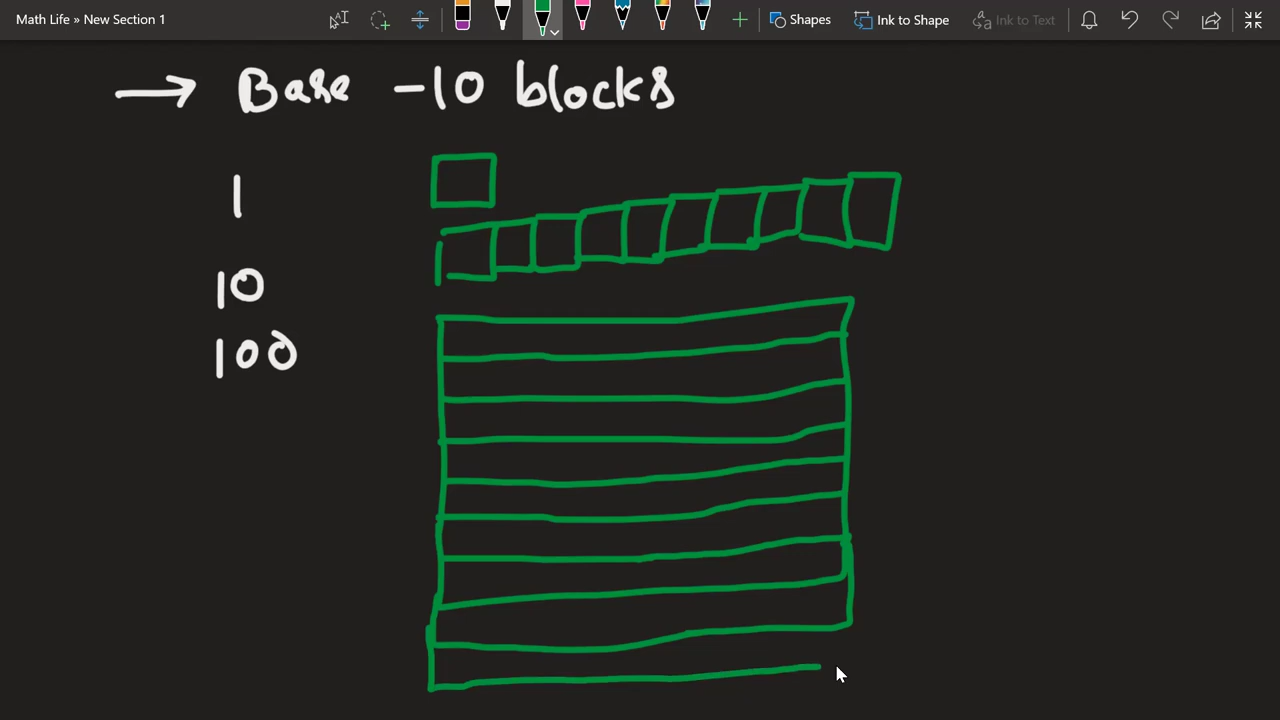 Math Life » New Section 1
Shapes
Ink to Shape
Ink to Text
→ Base -10 blocks
1
10
100